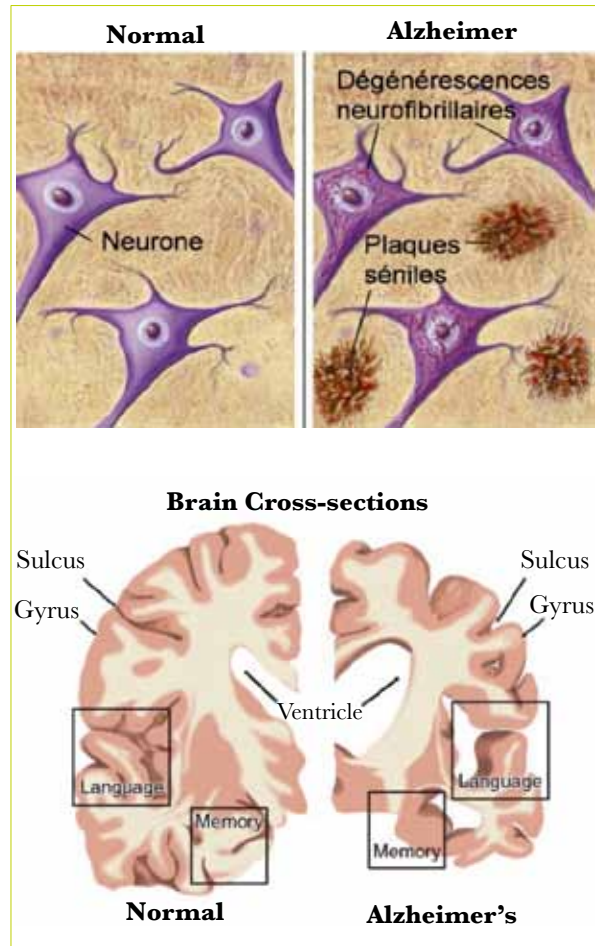 Normal
Alzheimer
Neurone
Dégénérescences
neurofibrillaires
Plaques
séniles
Brain Cross-sections
Sulcus
Gyrus
Sulcus
Gyrus
Ventricle
Language
Memory
Language
Memory
Normal
Alzheimer's